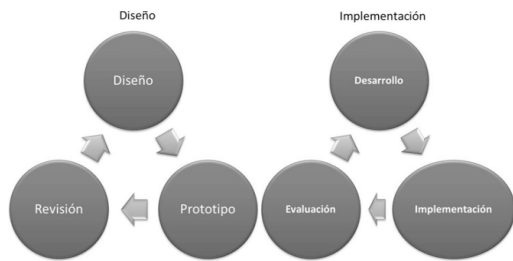 Diseño
Implementación
Diseño
Desarrollo
Revisión
Prototipo
Evaluación
Implementación